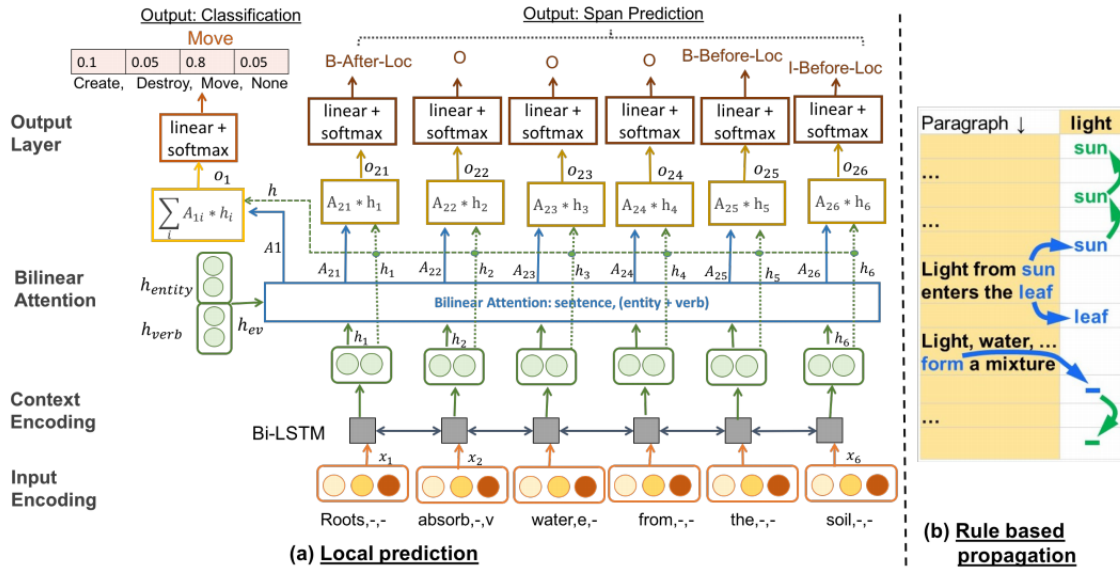 Output: Classification
Output: Span Prediction
Move
0.1 0.05 0.8 0.05
Create, Destroy, Move, None
B-After-Loc O O O B-Before-Loc I-Before-Loc
Output
Layer
linear +
softmax
linear +
softmax
linear +
softmax
linear +
softmax
linear +
softmax
linear +
softmax
linear +
softmax
o₁ h o₂₁ o₂₂ o₂₃ o₂₄ o₂₅ o₂₆
∑ᵢ A₁ᵢ * hᵢ
A₂₁ * h₁ A₂₂ * h₂ A₂₃ * h₃ A₂₄ * h₄ A₂₅ * h₅ A₂₆ * h₆
A1 A₂₁ h₁ A₂₂ h₂ A₂₃ h₃ A₂₄ h₄ A₂₅ h₅ A₂₆ h₆
Bilinear
Attention
h_entity
h_verb h_ev
Bilinear Attention: sentence, (entity + verb)
h₁ h₂ h₆
Context
Encoding
Bi-LSTM
x₁ x₂ x₆
Input
Encoding
Roots,-,- absorb,-,v water,e,- from,-,- the,-,- soil,-,-
(a) Local prediction
Paragraph ↓ light
sun
...
sun
...
sun
Light from sun
enters the leaf
leaf
Light, water, ...
form a mixture
–
...
–
(b) Rule based
propagation